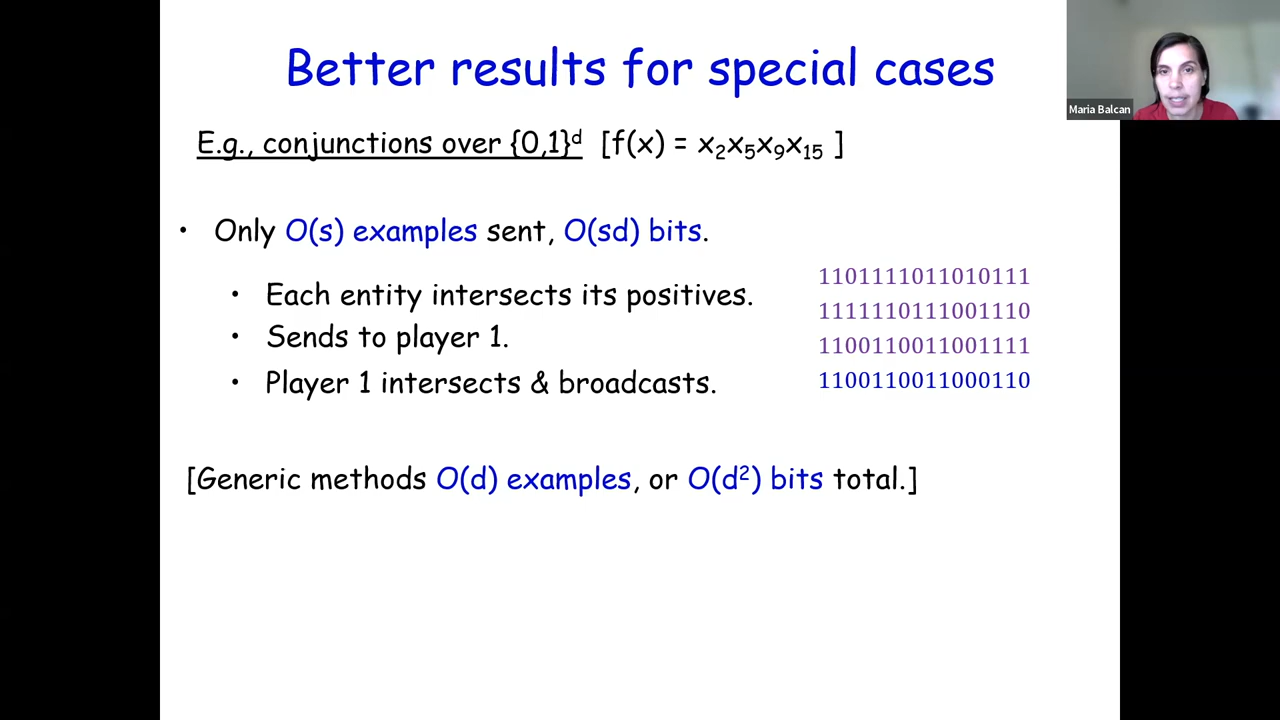 Better results for special cases
Maria Balcan
E.g., conjunctions over {0,1}ᵈ [f(x) = x₂x₅x₉x₁₅ ]
• Only O(s) examples sent, O(sd) bits.
• Each entity intersects its positives.
• Sends to player 1.
• Player 1 intersects & broadcasts.
1101111011010111
1111110111001110
1100110011001111
1100110011000110
[Generic methods O(d) examples, or O(d²) bits total.]